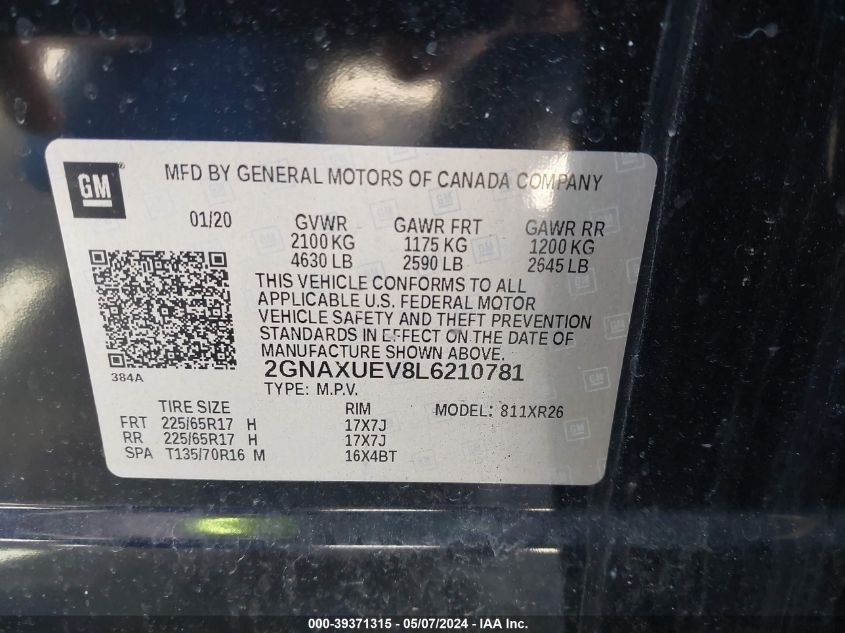 GM
MFD BY GENERAL MOTORS OF CANADA COMPANY
01/20 GVWR GAWR FRT GAWR RR
2100 KG 1175 KG 1200 KG
4630 LB 2590 LB 2645 LB
THIS VEHICLE CONFORMS TO ALL
APPLICABLE U.S. FEDERAL MOTOR
VEHICLE SAFETY AND THEFT PREVENTION
STANDARDS IN EFFECT ON THE DATE OF
MANUFACTURE SHOWN ABOVE.
384A 2GNAXUEV8L6210781
TYPE: M.P.V.
TIRE SIZE RIM MODEL: 811XR26
FRT 225/65R17 H 17X7J
RR 225/65R17 H 17X7J
SPA T135/70R16 M 16X4BT
000-39371315 - 05/07/2024 - IAA Inc.